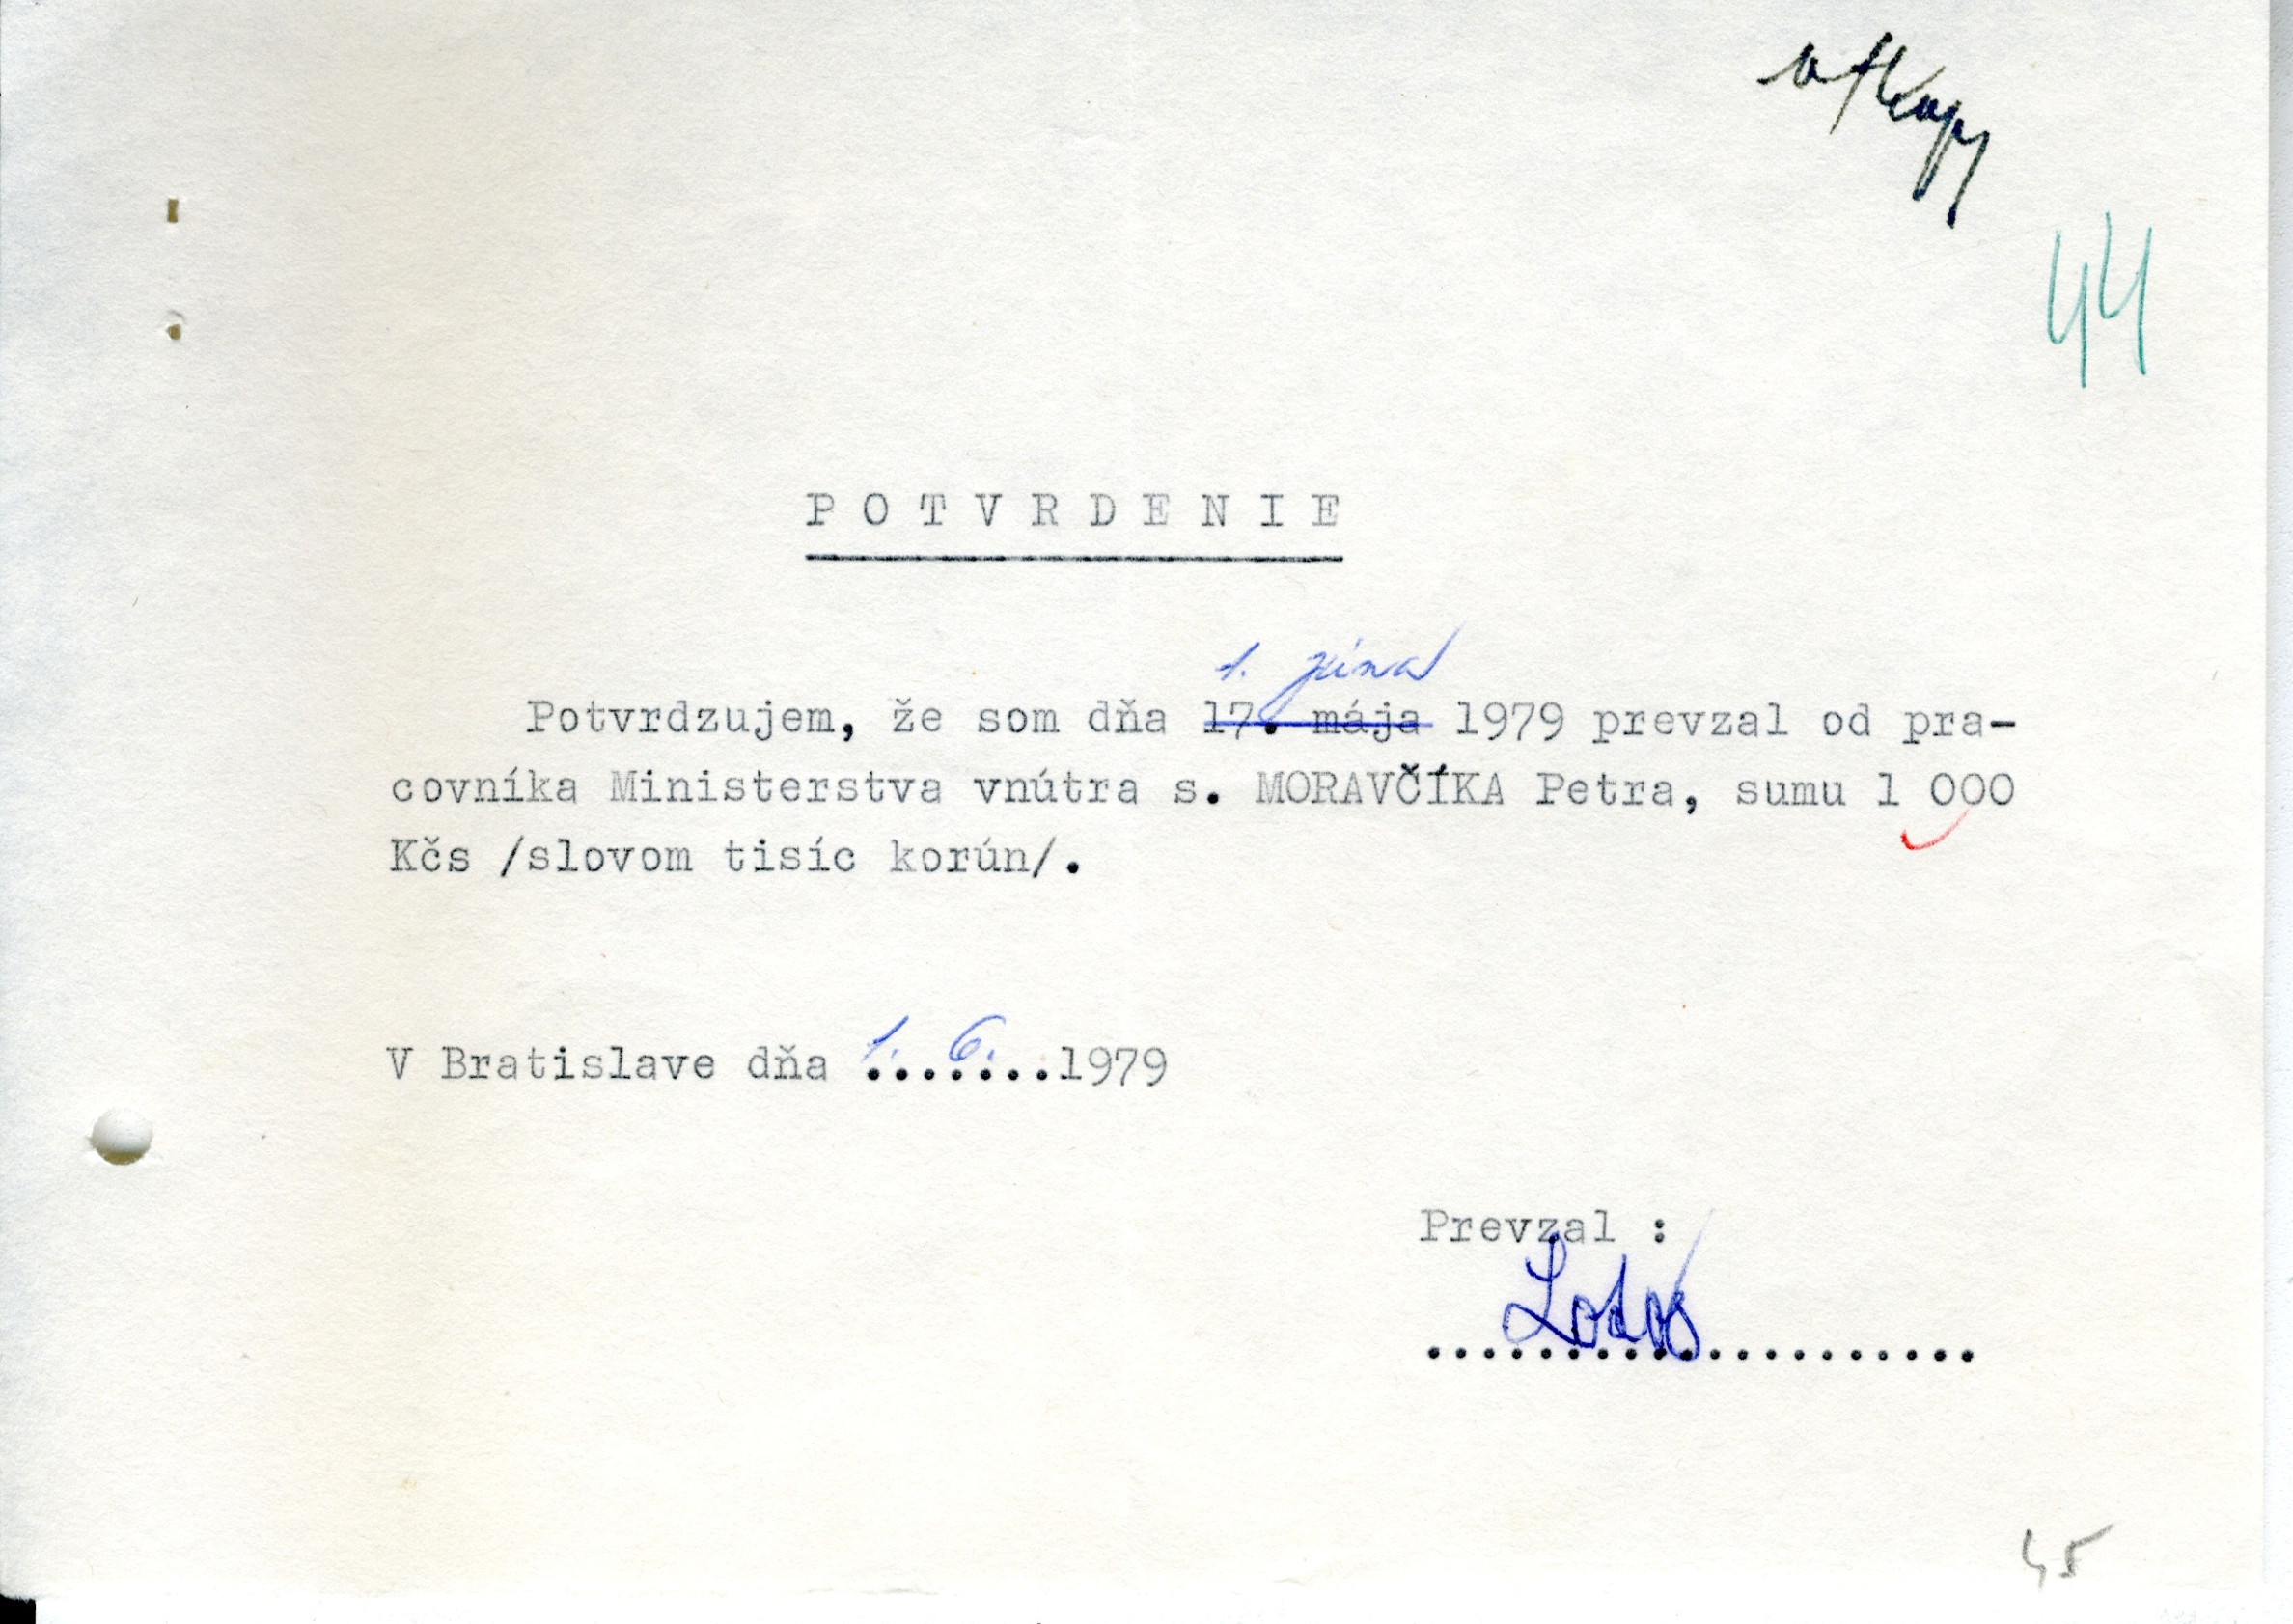 44
P O T V R D E N I E
1. júna
Potvrdzujem, že som dňa 17. mája 1979 prevzal od pra-
covníka Ministerstva vnútra s. MORAVČÍKA Petra, sumu 1 000
Kčs /slovom tisíc korún/.
V Bratislave dňa 1. 6. .......1979
Prevzal :
....................
45